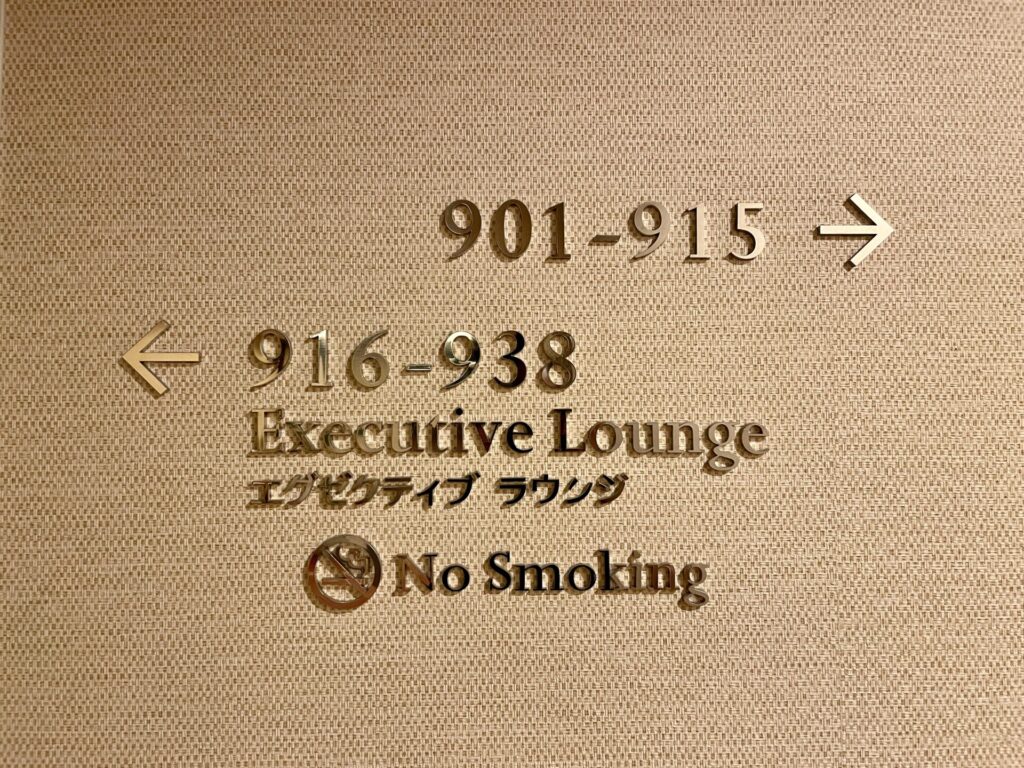 901-915 →
← 916-938
Executive Lounge
エグゼクティブ ラウンジ
No Smoking